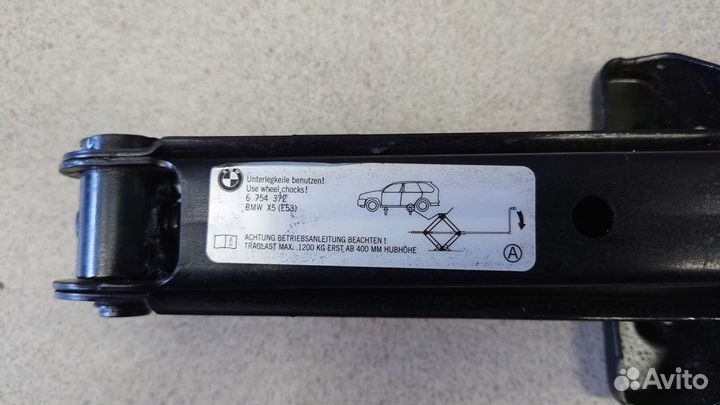 BMW
Unterlegkeile benutzen!
Use wheel chocks!
6 754 372
BMW X5 (E53)
ACHTUNG BETRIEBSANLEITUNG BEACHTEN!
TRAGLAST MAX. 1200 KG ERST AB 400 MM HUBHÖHE
A
Avito